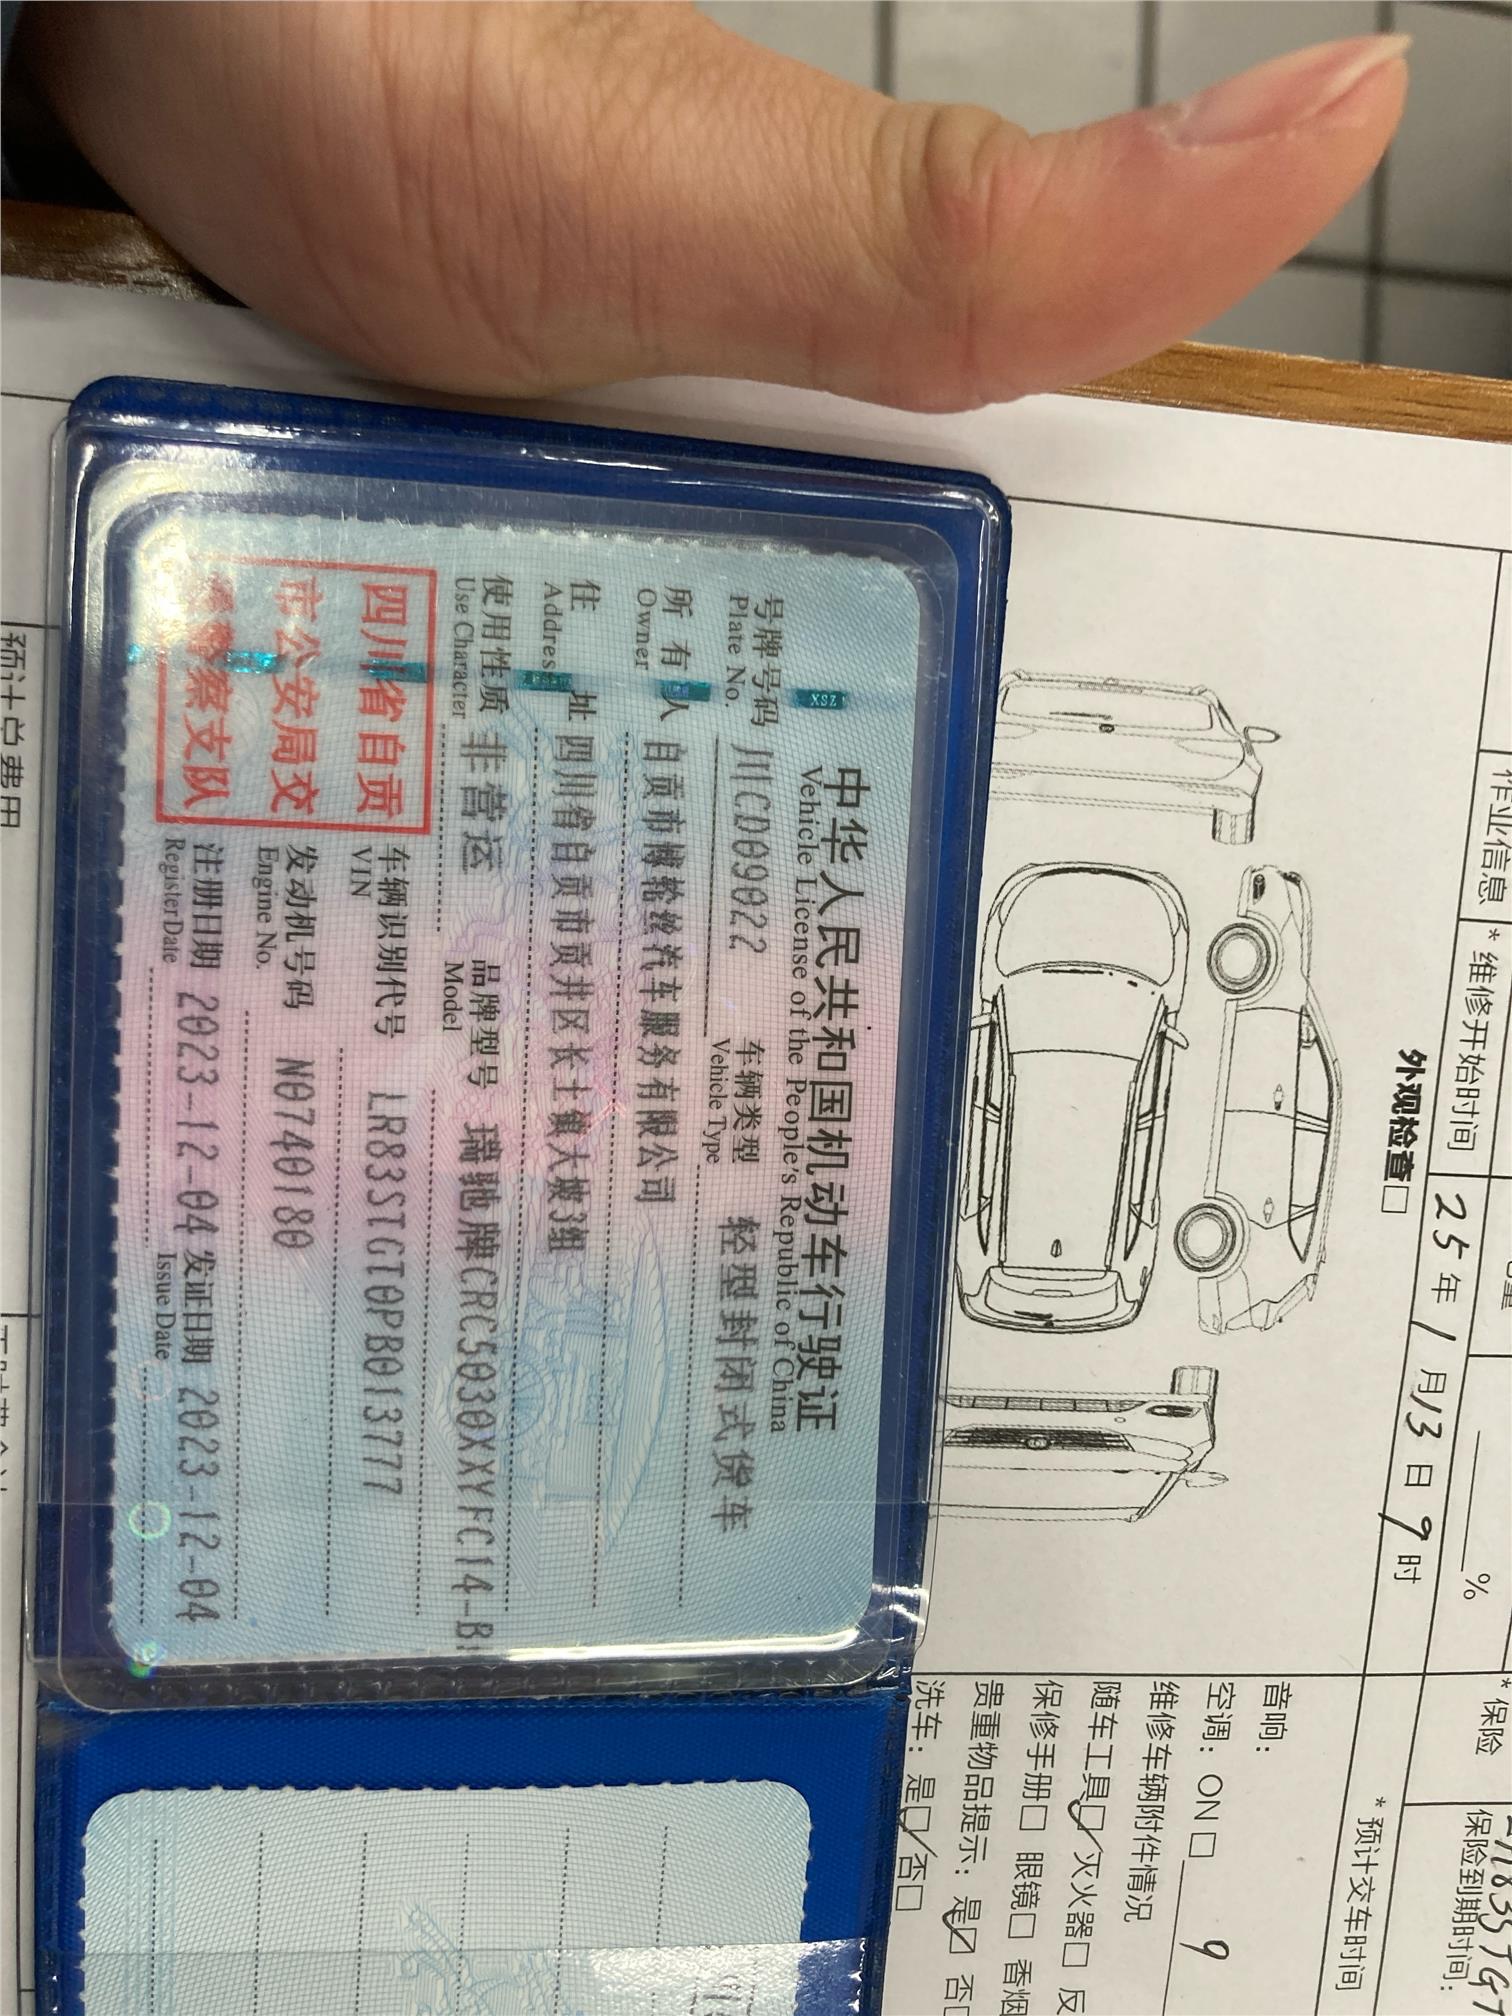 中华人民共和国机动车行驶证
Vehicle License of the People's Republic of China
号牌号码 川CD09022 车辆类型 轻型封闭式货车
Plate No. Vehicle Type
所有人 自贡市博轮淞汽车服务有限公司
Owner
住址 四川省自贡市贡井区长土镇大坡3组
Address
使用性质 非营运 品牌型号 瑞驰牌CRC5030XXYFC14-B
Use Character Model
四川省自贡
市公安局交
通警察支队
车辆识别代号 LR83STGT0PB013777
VIN
发动机号码 N0740180
Engine No.
注册日期 2023-12-04 发证日期 2023-12-04
Register Date Issue Date
作业信息
*维修开始时间 25年1月13日9时
*预计交车时间
外观检查□
%
*保险
保险到期时间:
音响:
空调: ON□ 9
维修车辆附件情况
随车工具□ 灭火器□ 反
保修手册□ 眼镜□ 香烟
贵重物品提示: 是□ 否□
洗车: 是□ 否□
预计总费用